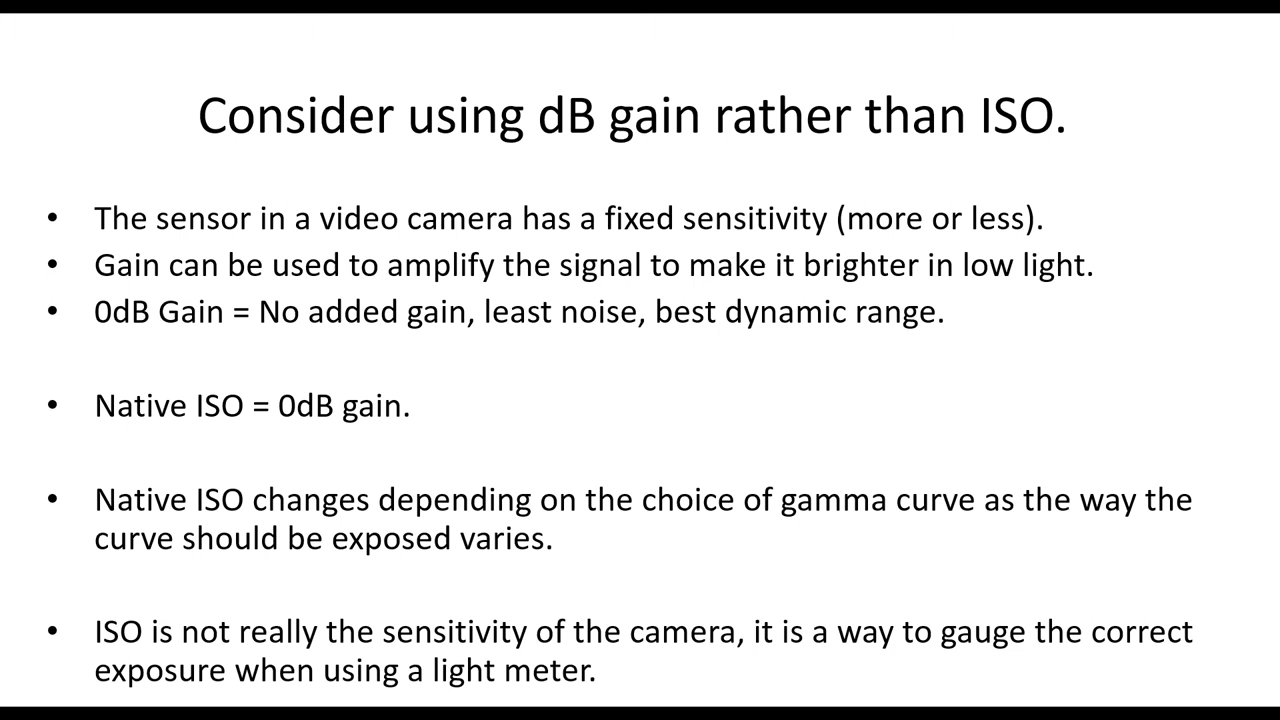 Consider using dB gain rather than ISO.
• The sensor in a video camera has a fixed sensitivity (more or less).
• Gain can be used to amplify the signal to make it brighter in low light.
• 0dB Gain = No added gain, least noise, best dynamic range.
• Native ISO = 0dB gain.
• Native ISO changes depending on the choice of gamma curve as the way the
curve should be exposed varies.
• ISO is not really the sensitivity of the camera, it is a way to gauge the correct
exposure when using a light meter.